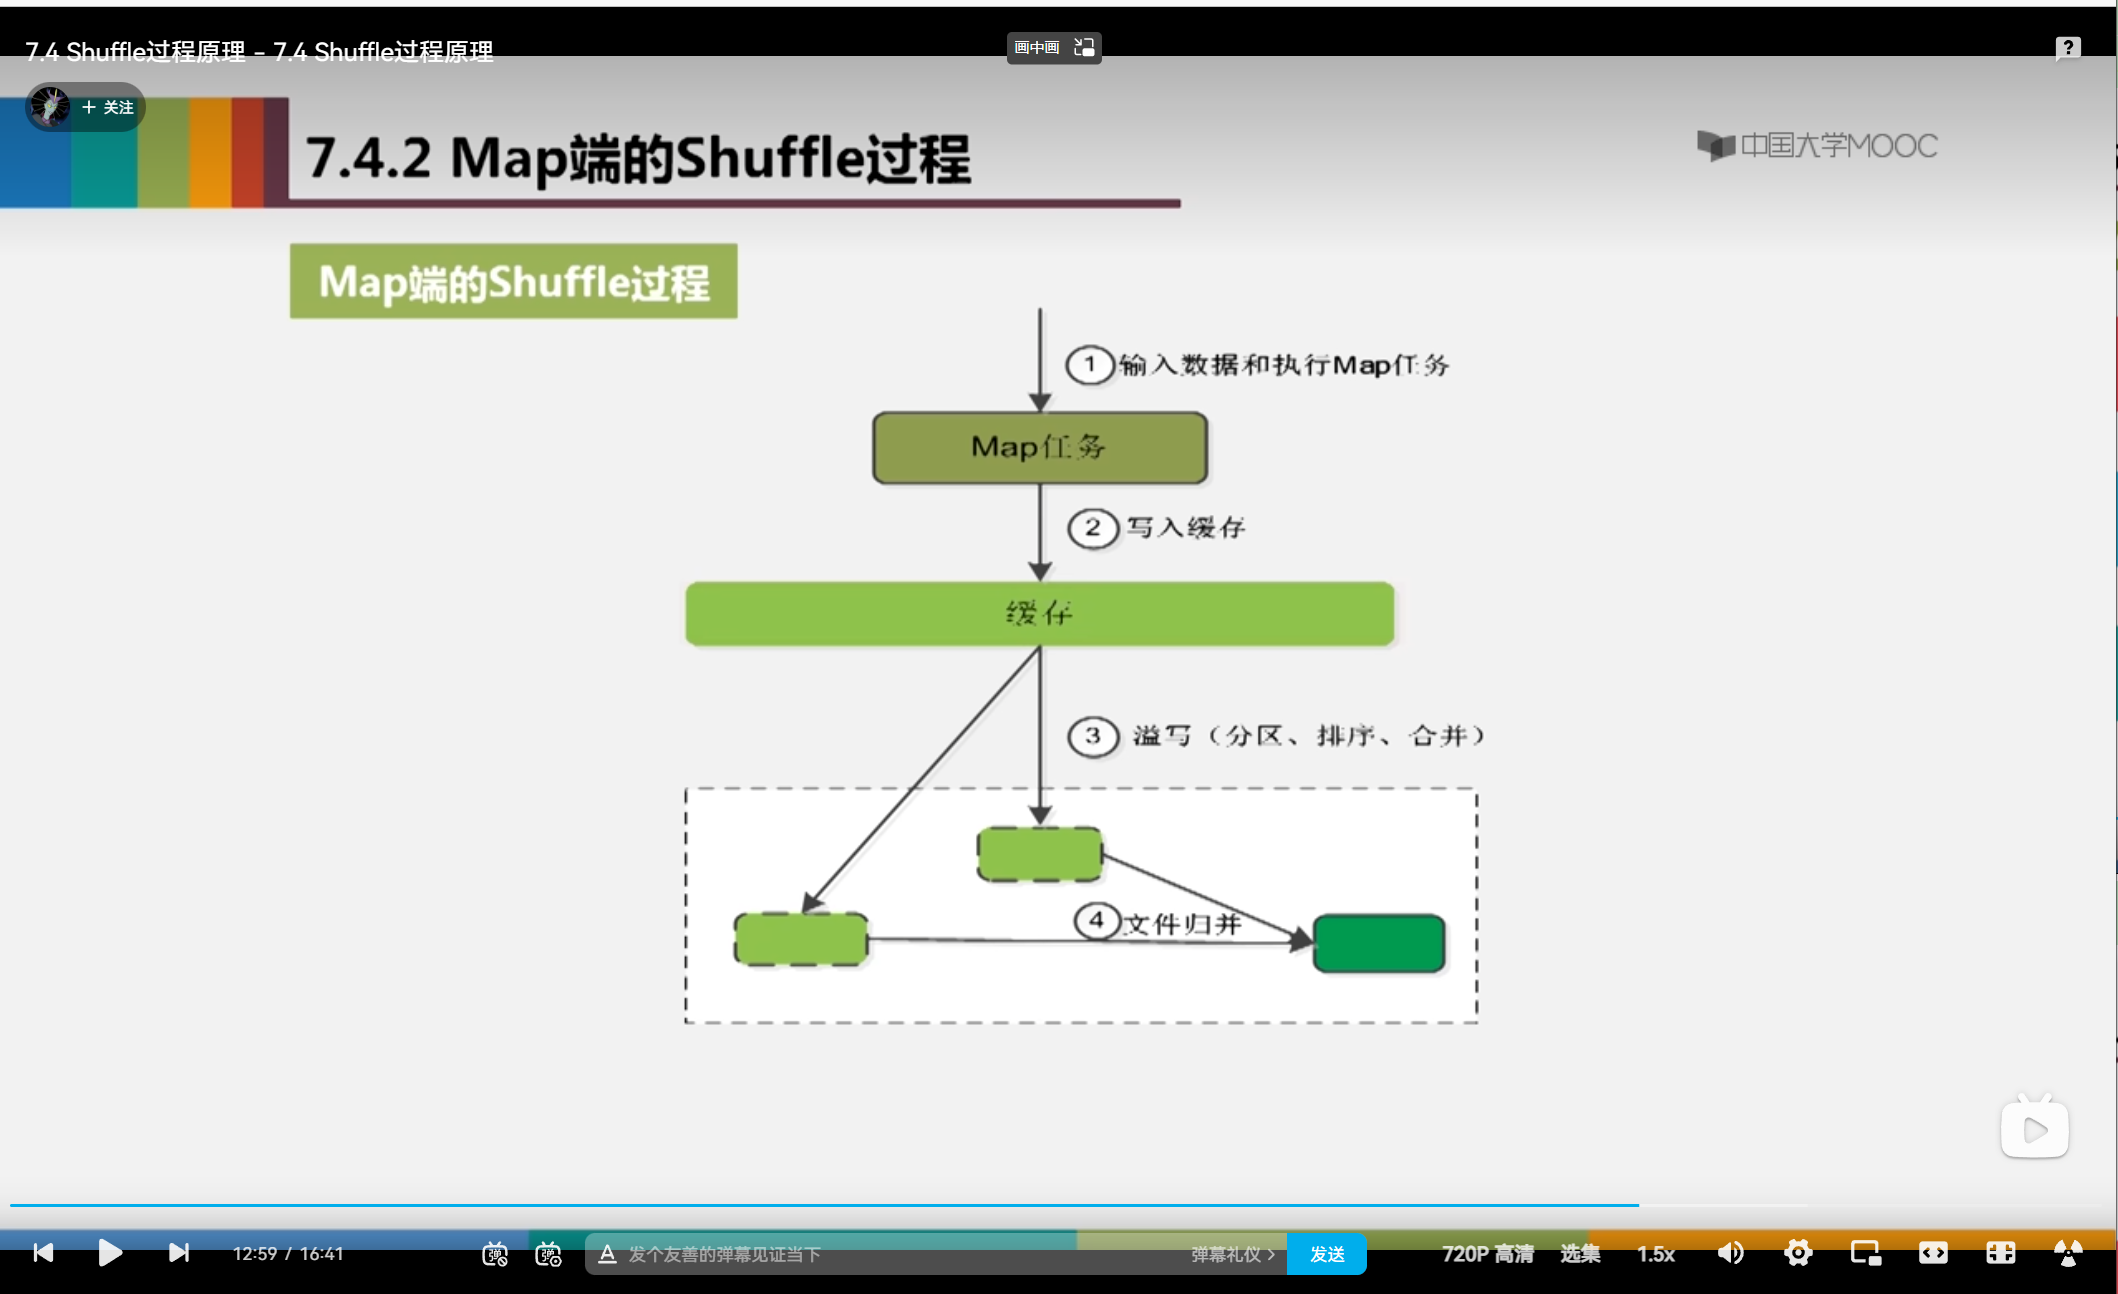 7.4 Shuffle过程原理 - 7.4 Shuffle过程原理
画中画
?
+ 关注
7.4.2 Map端的Shuffle过程
中国大学MOOC
Map端的Shuffle过程
1 输入数据和执行Map任务
Map任务
2 写入缓存
缓存
3 溢写（分区、排序、合并）
4 文件归并
12:59 / 16:41
弹
弹
A 发个友善的弹幕见证当下
弹幕礼仪 >
发送
720P 高清
选集
1.5x